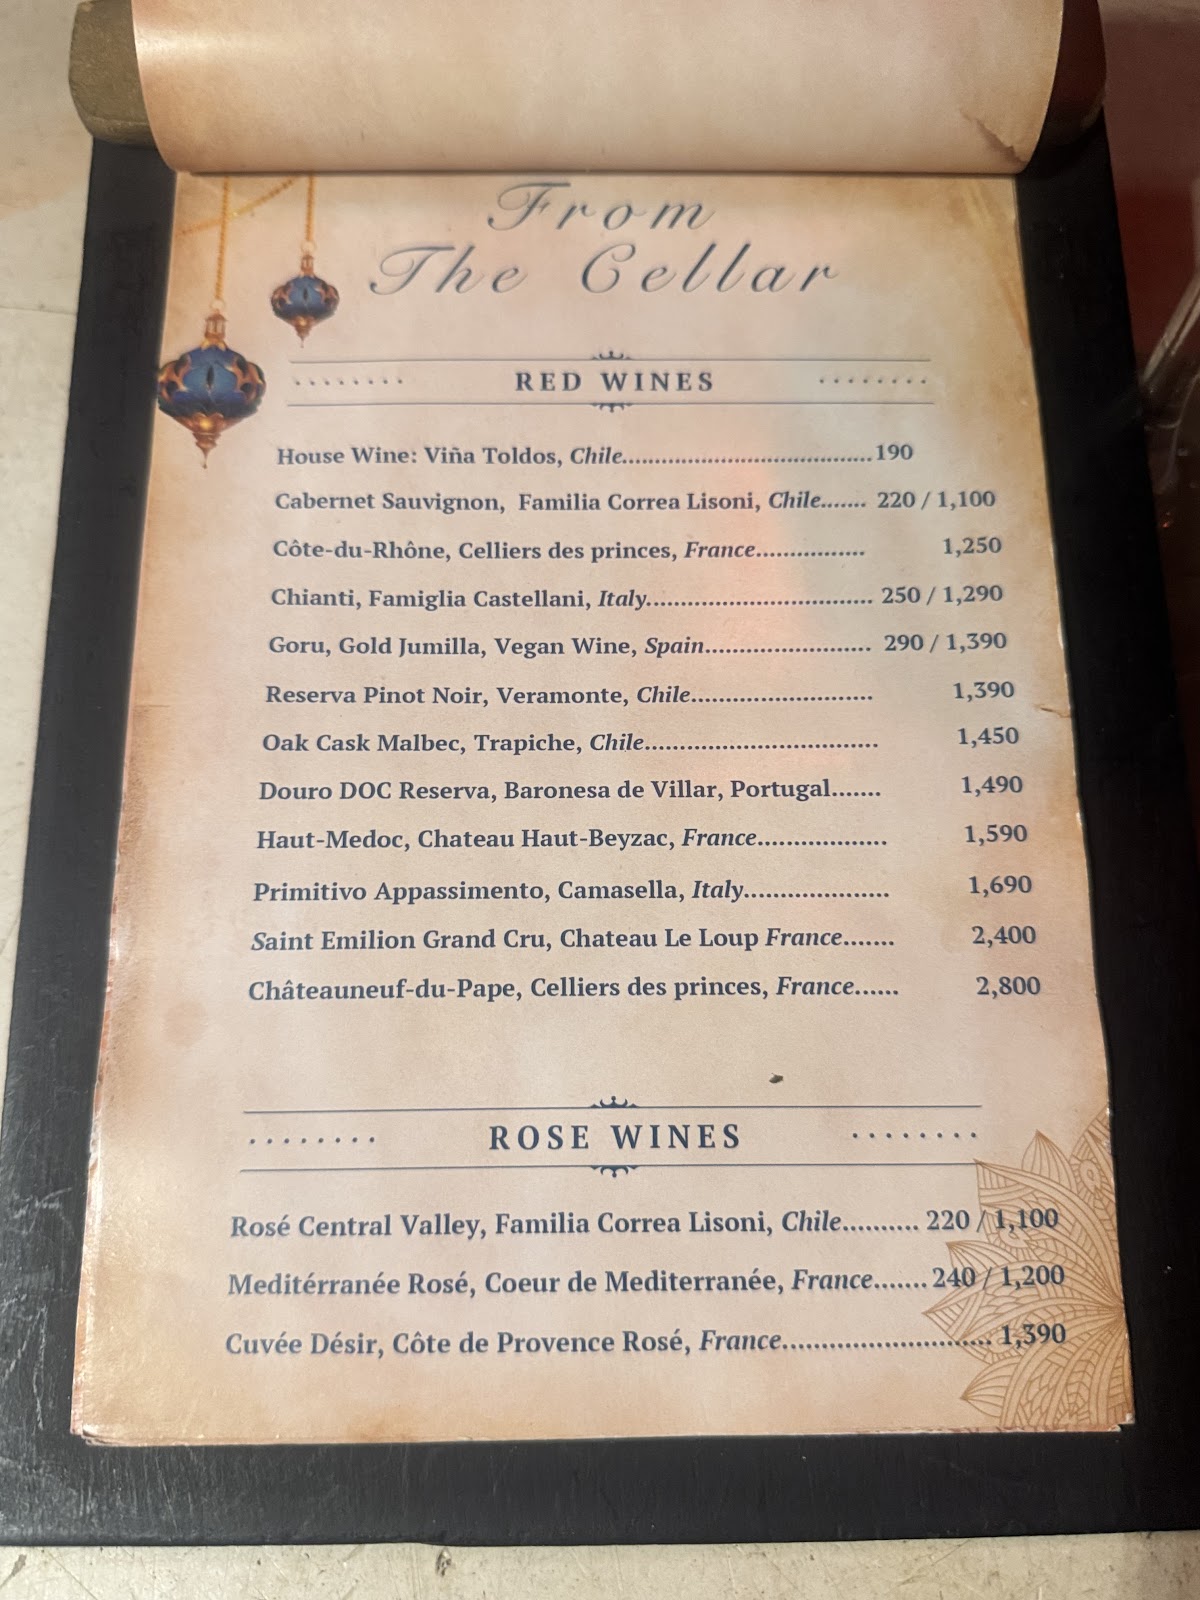 From
The Cellar
RED WINES
House Wine: Viña Toldos, Chile.......................................190
Cabernet Sauvignon, Familia Correa Lisoni, Chile....... 220 / 1,100
Côte-du-Rhône, Celliers des princes, France................. 1,250
Chianti, Famiglia Castellani, Italy................................... 250 / 1,290
Goru, Gold Jumilla, Vegan Wine, Spain......................... 290 / 1,390
Reserva Pinot Noir, Veramonte, Chile........................... 1,390
Oak Cask Malbec, Trapiche, Chile................................... 1,450
Douro DOC Reserva, Baronesa de Villar, Portugal....... 1,490
Haut-Medoc, Chateau Haut-Beyzac, France................... 1,590
Primitivo Appassimento, Camasella, Italy..................... 1,690
Saint Emilion Grand Cru, Chateau Le Loup France....... 2,400
Châteauneuf-du-Pape, Celliers des princes, France...... 2,800
ROSE WINES
Rosé Central Valley, Familia Correa Lisoni, Chile.......... 220 / 1,100
Meditérranée Rosé, Coeur de Mediterranée, France....... 240 / 1,200
Cuvée Désir, Côte de Provence Rosé, France............................ 1,390